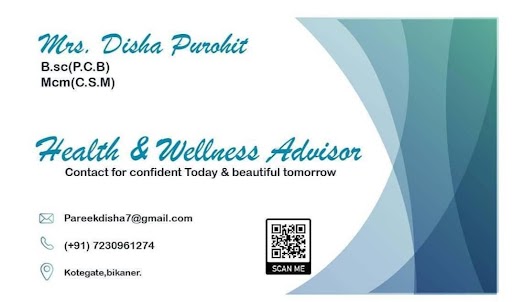 Mrs. Disha Purohit
B.sc(P.C.B)
Mcm(C.S.M)
Health & Wellness Advisor
Contact for confident Today & beautiful tomorrow
Pareekdisha7@gmail.com
(+91) 7230961274
Kotegate,bikaner.
SCAN ME